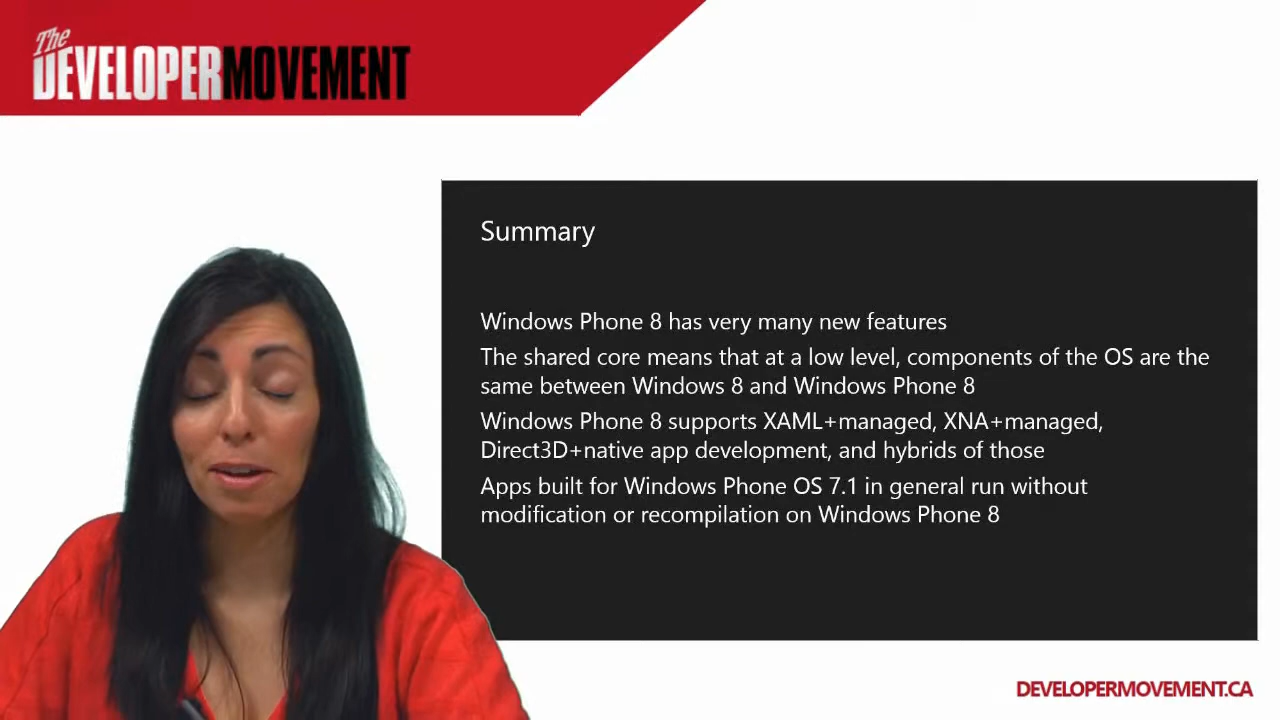 The
DEVELOPERMOVEMENT
Summary
Windows Phone 8 has very many new features
The shared core means that at a low level, components of the OS are the
same between Windows 8 and Windows Phone 8
Windows Phone 8 supports XAML+managed, XNA+managed,
Direct3D+native app development, and hybrids of those
Apps built for Windows Phone OS 7.1 in general run without
modification or recompilation on Windows Phone 8
DEVELOPERMOVEMENT.CA